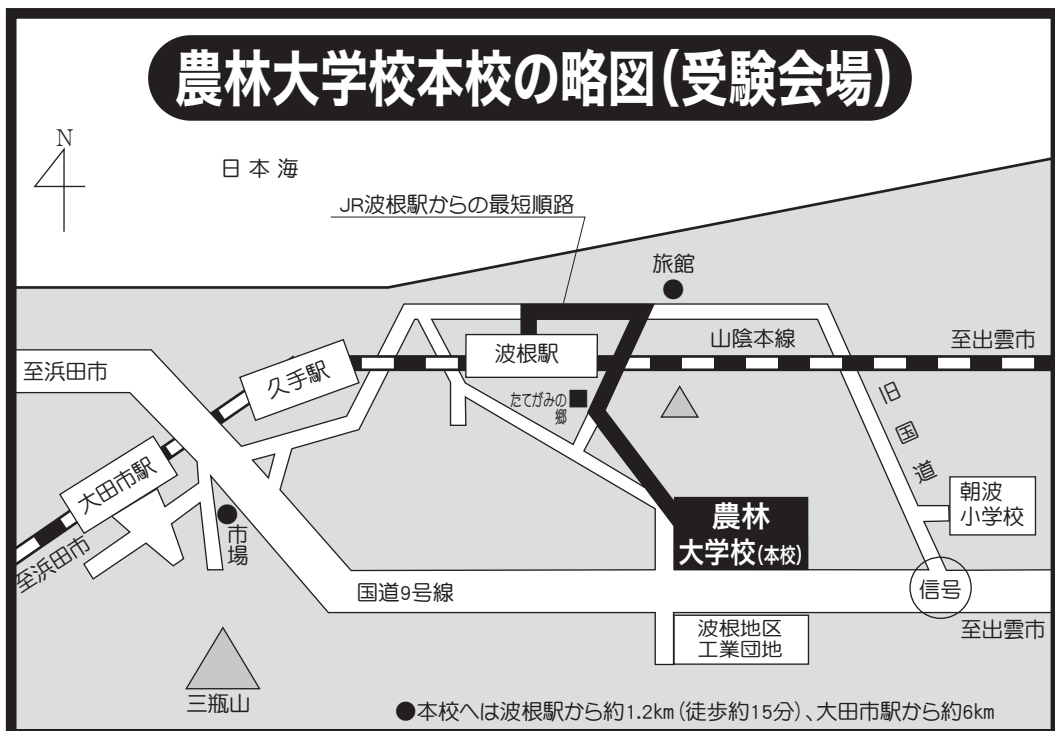 農林大学校本校の略図(受験会場)
N
日本海
JR波根駅からの最短順路
旅館
山陰本線
至出雲市
波根駅
至浜田市
久手駅
たてがみの
郷
旧国道
大田市駅
朝波
小学校
農林
大学校(本校)
市場
至浜田市
国道9号線
信号
至出雲市
波根地区
工業団地
三瓶山
●本校へは波根駅から約1.2km(徒歩約15分)、大田市駅から約6km